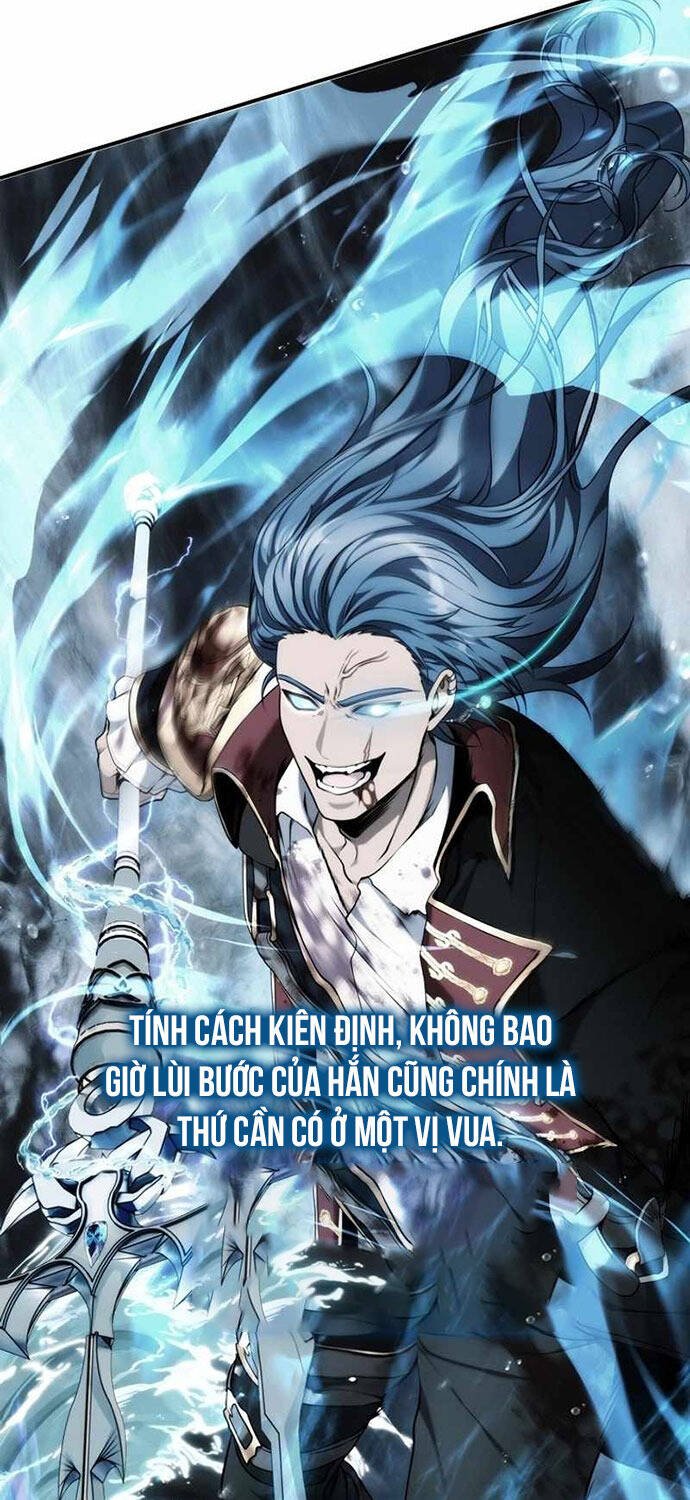 TÍNH CÁCH KIÊN ĐỊNH, KHÔNG BAO
GIỜ LÙI BƯỚC CỦA HẮN CŨNG CHÍNH LÀ
THỨ CẦN CÓ Ở MỘT VỊ VUA.